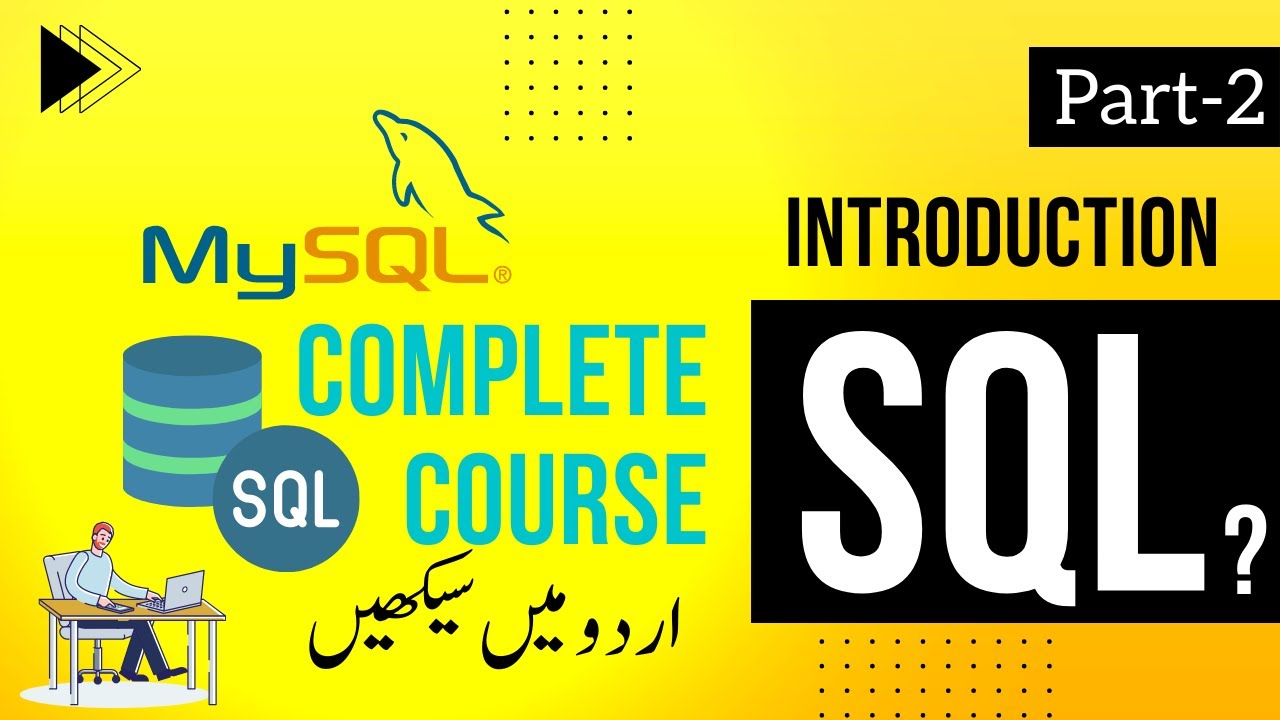 Part-2
MySQL®
INTRODUCTION
COMPLETE
COURSE
SQL
اردو میں سیکھیں
SQL?